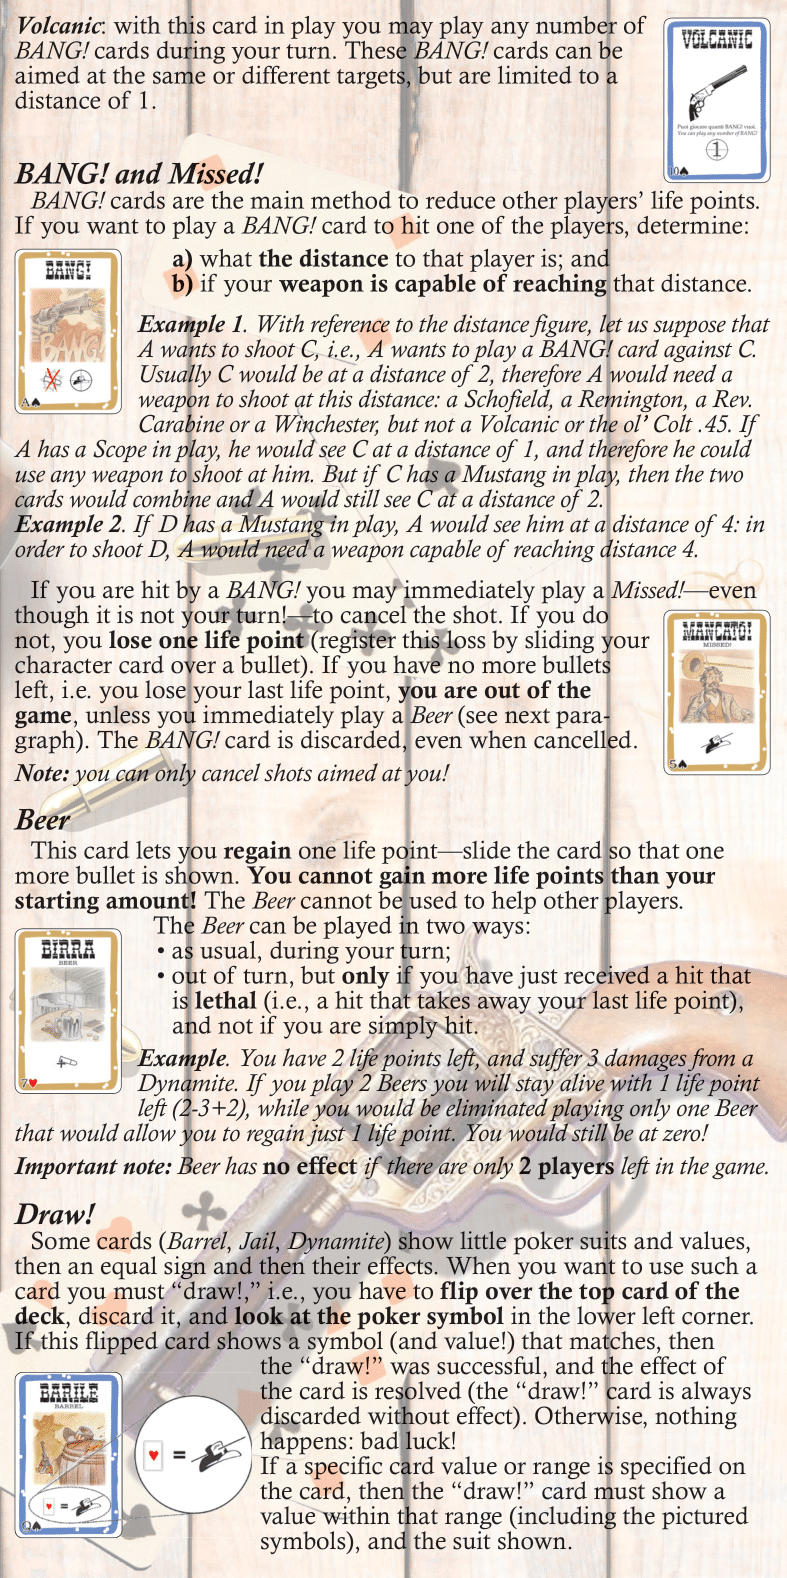 Volcanic: with this card in play you may play any number of
BANG! cards during your turn. These BANG! cards can be
aimed at the same or different targets, but are limited to a
distance of 1.
VOLCANIC
Puoi giocare quanti BANG! vuoi.
You can play any number of BANG!
1
10♠
BANG! and Missed!
BANG! cards are the main method to reduce other players’ life points.
If you want to play a BANG! card to hit one of the players, determine:
a) what the distance to that player is; and
b) if your weapon is capable of reaching that distance.
BANG!
BANG!
A♠
Example 1. With reference to the distance figure, let us suppose that
A wants to shoot C, i.e., A wants to play a BANG! card against C.
Usually C would be at a distance of 2, therefore A would need a
weapon to shoot at this distance: a Schofield, a Remington, a Rev.
Carabine or a Winchester, but not a Volcanic or the ol’ Colt .45. If
A has a Scope in play, he would see C at a distance of 1, and therefore he could
use any weapon to shoot at him. But if C has a Mustang in play, then the two
cards would combine and A would still see C at a distance of 2.
Example 2. If D has a Mustang in play, A would see him at a distance of 4: in
order to shoot D, A would need a weapon capable of reaching distance 4.
If you are hit by a BANG! you may immediately play a Missed!—even
though it is not your turn!—to cancel the shot. If you do
not, you lose one life point (register this loss by sliding your
character card over a bullet). If you have no more bullets
left, i.e. you lose your last life point, you are out of the
game, unless you immediately play a Beer (see next para-
graph). The BANG! card is discarded, even when cancelled.
MANCATO!
MISSED!
5♠
Note: you can only cancel shots aimed at you!
Beer
This card lets you regain one life point—slide the card so that one
more bullet is shown. You cannot gain more life points than your
starting amount! The Beer cannot be used to help other players.
The Beer can be played in two ways:
• as usual, during your turn;
• out of turn, but only if you have just received a hit that
is lethal (i.e., a hit that takes away your last life point),
and not if you are simply hit.
BIRRA
BEER
7♥
Example. You have 2 life points left, and suffer 3 damages from a
Dynamite. If you play 2 Beers you will stay alive with 1 life point
left (2-3+2), while you would be eliminated playing only one Beer
that would allow you to regain just 1 life point. You would still be at zero!
Important note: Beer has no effect if there are only 2 players left in the game.
Draw!
Some cards (Barrel, Jail, Dynamite) show little poker suits and values,
then an equal sign and then their effects. When you want to use such a
card you must “draw!,” i.e., you have to flip over the top card of the
deck, discard it, and look at the poker symbol in the lower left corner.
If this flipped card shows a symbol (and value!) that matches, then
the “draw!” was successful, and the effect of
the card is resolved (the “draw!” card is always
discarded without effect). Otherwise, nothing
happens: bad luck!
If a specific card value or range is specified on
the card, then the “draw!” card must show a
value within that range (including the pictured
symbols), and the suit shown.
BARILE
BARREL
♥ =
Q♠
♥ =